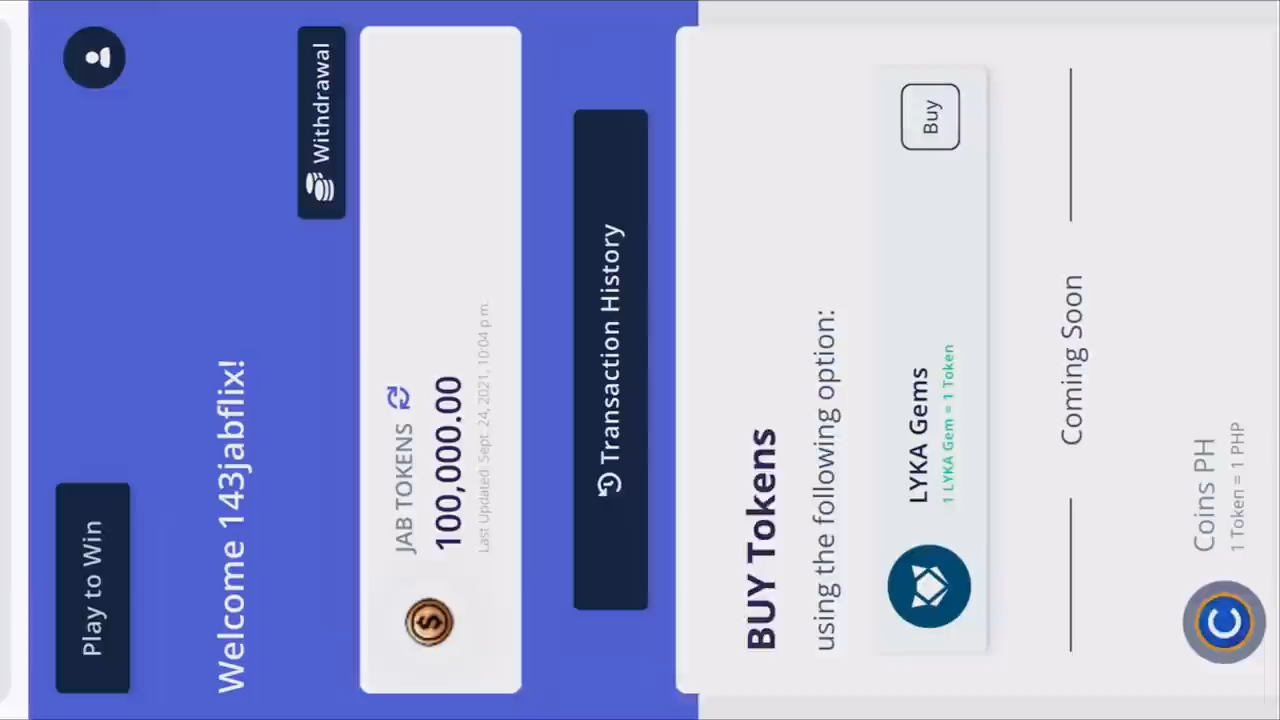 Play to Win
Welcome 143jabflix!
Withdrawal
JAB TOKENS
100,000.00
Last Updated: Sept. 24, 2021, 10:04 p.m.
Transaction History
BUY Tokens
using the following option:
LYKA Gems
1 LYKA Gem = 1 Token
Buy
Coming Soon
Coins PH
1 Token = 1 PHP